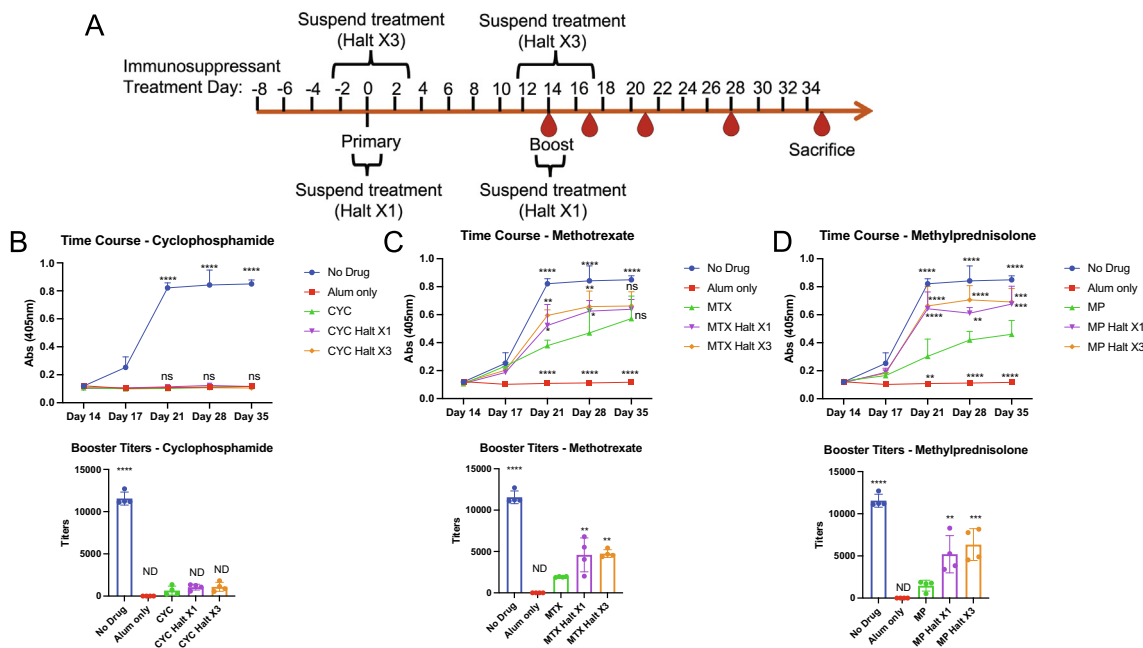 A
Suspend treatment
(Halt X3)
Suspend treatment
(Halt X3)
Immunosuppressant
Treatment Day:
-8 -6 -4 -2 0 2 4 6 8 10 12 14 16 18 20 22 24 26 28 30 32 34
Primary
Boost
Sacrifice
Suspend treatment
(Halt X1)
Suspend treatment
(Halt X1)
B
Time Course - Cyclophosphamide
Abs (405nm)
1.0
0.8
0.6
0.4
0.2
0.0
**** **** ****
ns ns ns
Day 14 Day 17 Day 21 Day 28 Day 35
No Drug
Alum only
CYC
CYC Halt X1
CYC Halt X3
C
Time Course - Methotrexate
Abs (405nm)
1.0
0.8
0.6
0.4
0.2
0.0
**** **** ****
** ** ns
* * ns
**** **** ****
Day 14 Day 17 Day 21 Day 28 Day 35
No Drug
Alum only
MTX
MTX Halt X1
MTX Halt X3
D
Time Course - Methylprednisolone
Abs (405nm)
1.0
0.8
0.6
0.4
0.2
0.0
**** **** ****
**** **** ***
**** ** ***
** **** ****
Day 14 Day 17 Day 21 Day 28 Day 35
No Drug
Alum only
MP
MP Halt X1
MP Halt X3
Booster Titers - Cyclophosphamide
Titers
15000
10000
5000
0
****
ND ND ND
No Drug
Alum only
CYC
CYC Halt X1
CYC Halt X3
Booster Titers - Methotrexate
Titers
15000
10000
5000
0
****
ND ** **
No Drug
Alum only
MTX
MTX Halt X1
MTX Halt X3
Booster Titers - Methylprednisolone
Titers
15000
10000
5000
0
****
ND ** ***
No Drug
Alum only
MP
MP Halt X1
MP Halt X3